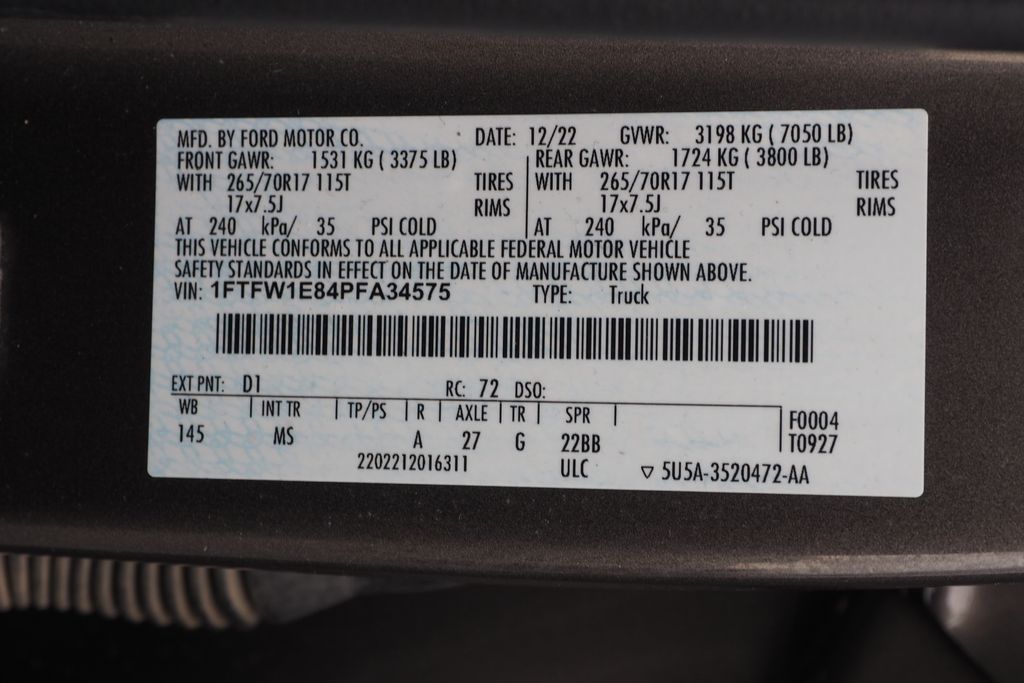 MFD. BY FORD MOTOR CO. DATE: 12/22 GVWR: 3198 KG ( 7050 LB)
FRONT GAWR: 1531 KG ( 3375 LB) REAR GAWR: 1724 KG ( 3800 LB)
WITH 265/70R17 115T TIRES WITH 265/70R17 115T TIRES
17x7.5J RIMS 17x7.5J RIMS
AT 240 kPa/ 35 PSI COLD AT 240 kPa/ 35 PSI COLD
THIS VEHICLE CONFORMS TO ALL APPLICABLE FEDERAL MOTOR VEHICLE
SAFETY STANDARDS IN EFFECT ON THE DATE OF MANUFACTURE SHOWN ABOVE.
VIN: 1FTFW1E84PFA34575 TYPE: Truck
EXT PNT: D1 RC: 72 DSO:
WB INT TR TP/PS R AXLE TR SPR F0004
145 MS A 27 G 22BB T0927
2202212016311 ULC ▽ 5U5A-3520472-AA